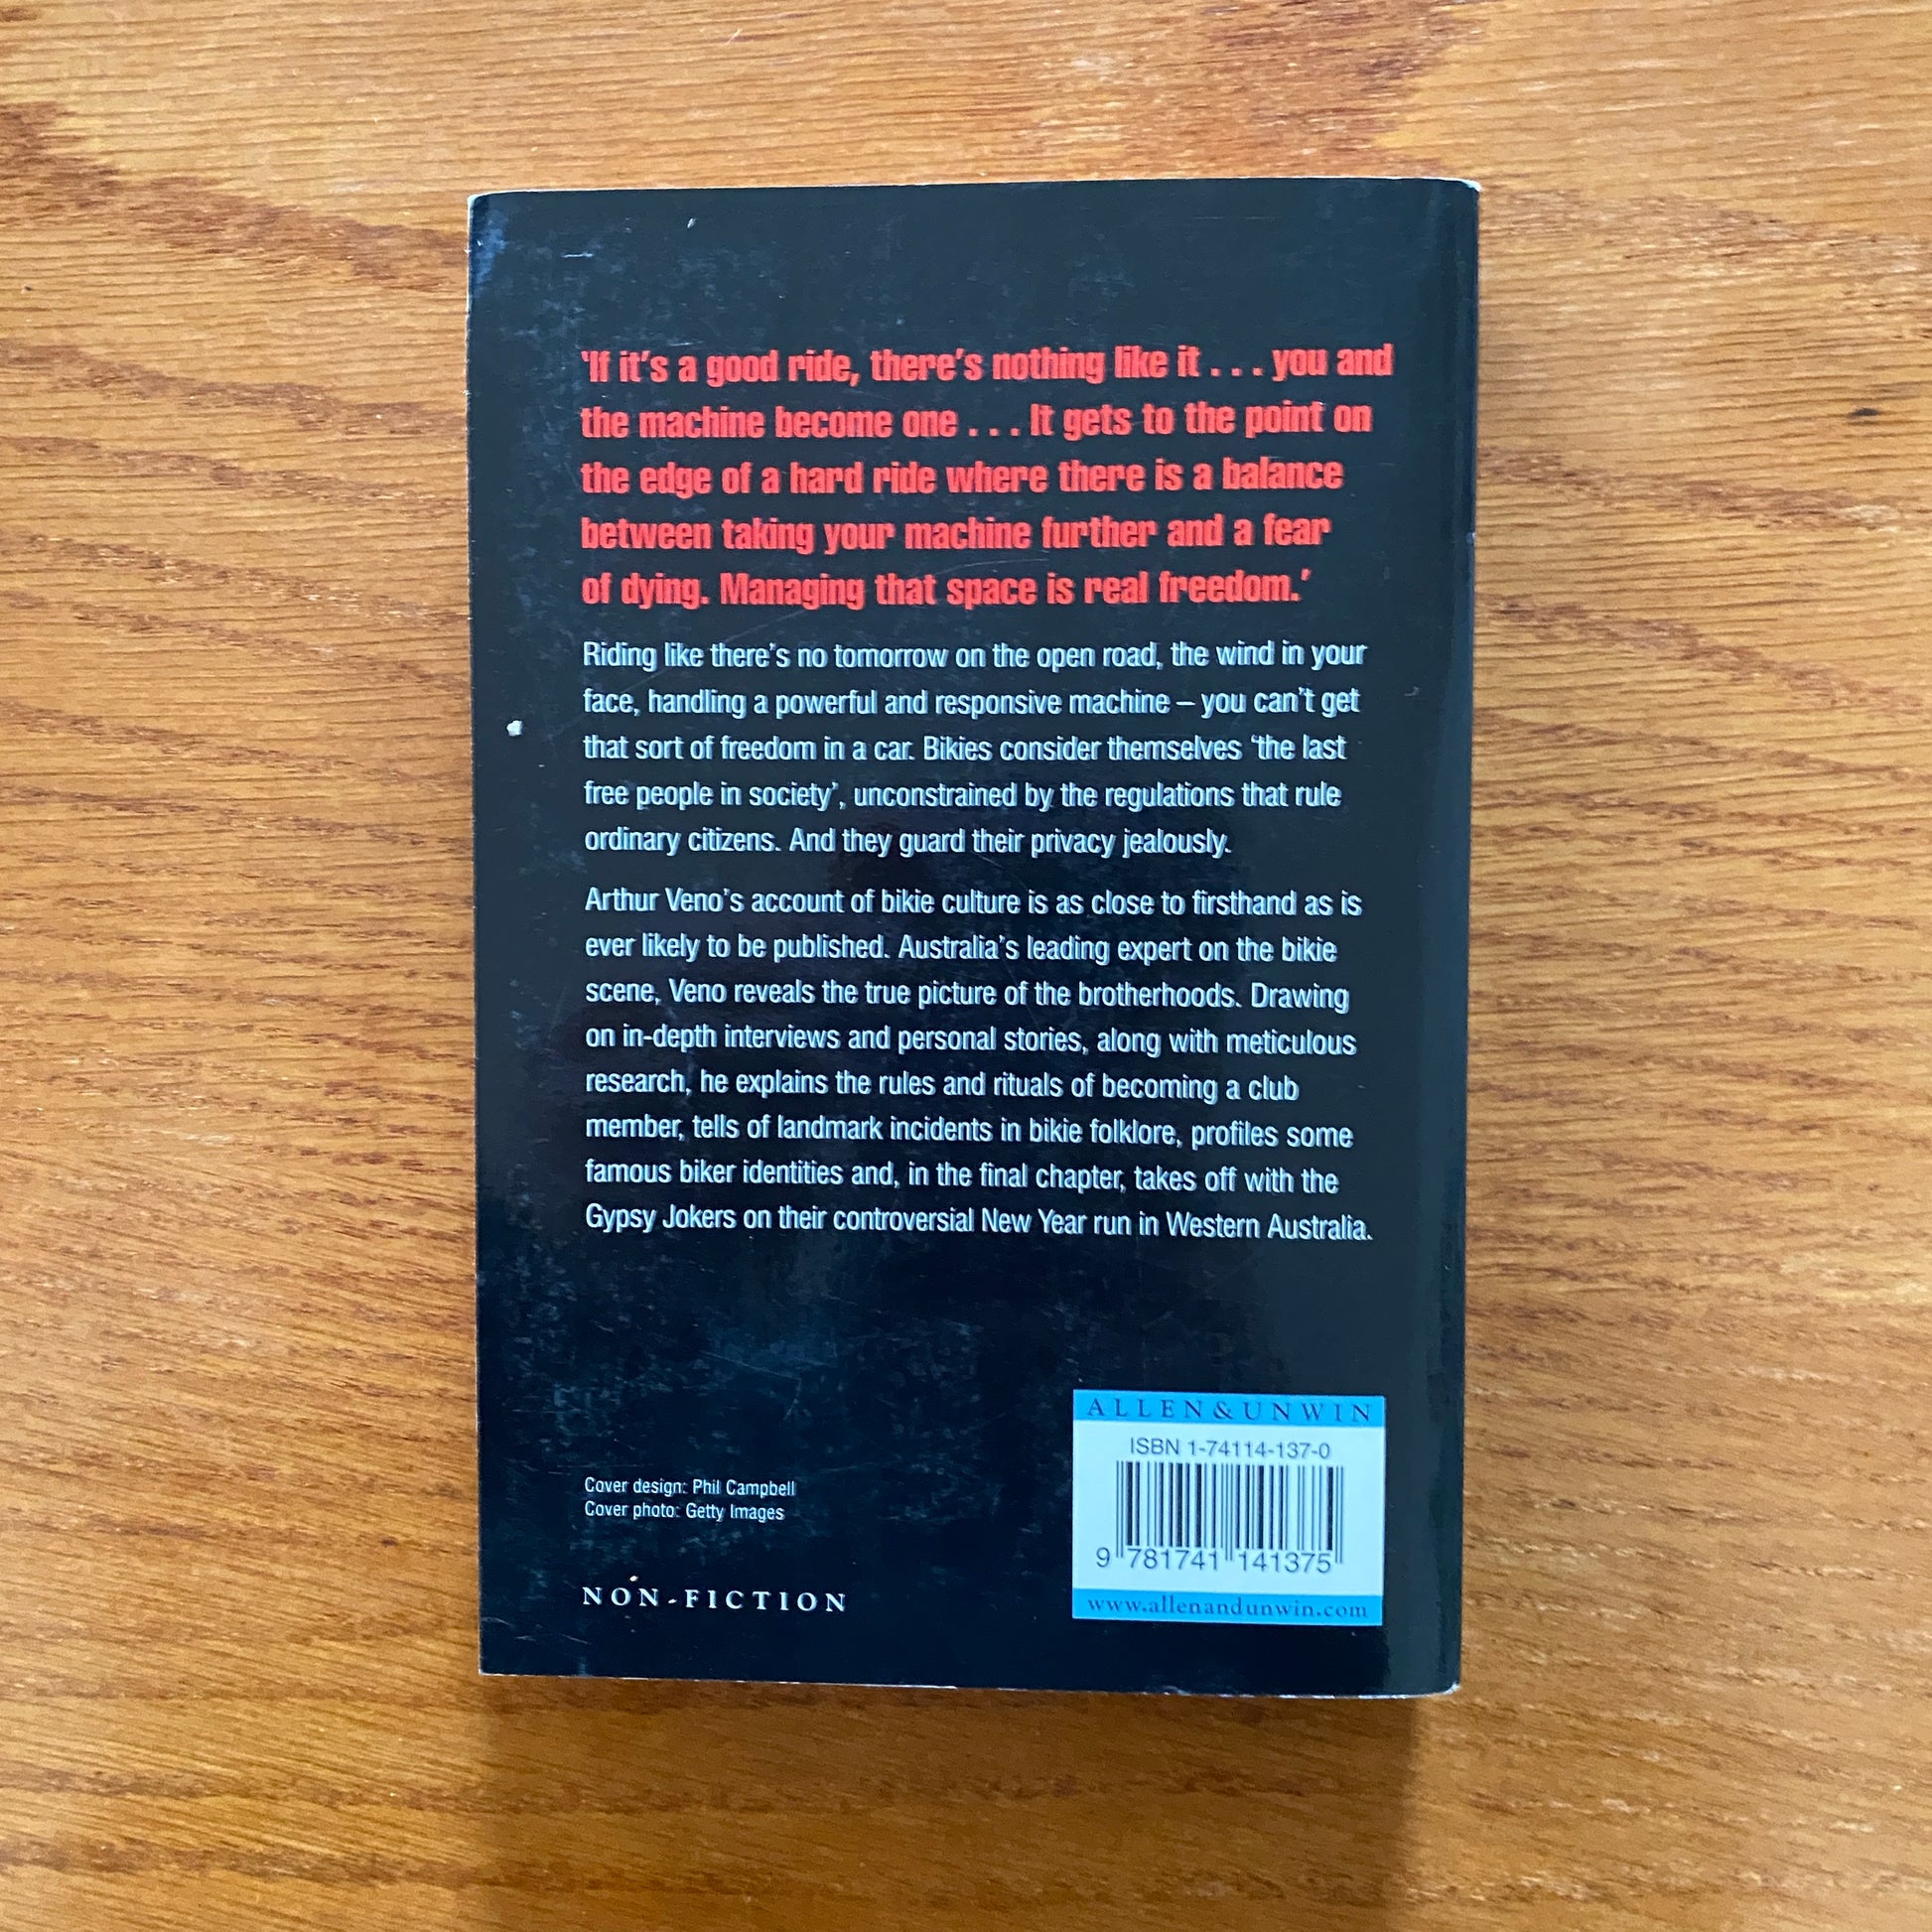 ‘If it’s a good ride, there’s nothing like it . . . you and
the machine become one . . . It gets to the point on
the edge of a hard ride where there is a balance
between taking your machine further and a fear
of dying. Managing that space is real freedom.’
Riding like there’s no tomorrow on the open road, the wind in your
face, handling a powerful and responsive machine – you can’t get
that sort of freedom in a car. Bikies consider themselves ‘the last
free people in society’, unconstrained by the regulations that rule
ordinary citizens. And they guard their privacy jealously.
Arthur Veno’s account of bikie culture is as close to firsthand as is
ever likely to be published. Australia’s leading expert on the bikie
scene, Veno reveals the true picture of the brotherhoods. Drawing
on in-depth interviews and personal stories, along with meticulous
research, he explains the rules and rituals of becoming a club
member, tells of landmark incidents in bikie folklore, profiles some
famous biker identities and, in the final chapter, takes off with the
Gypsy Jokers on their controversial New Year run in Western Australia.
Cover design: Phil Campbell
Cover photo: Getty Images
NON-FICTION
ALLEN&UNWIN
ISBN 1-74114-137-0
9 781741 141375
www.allenandunwin.com